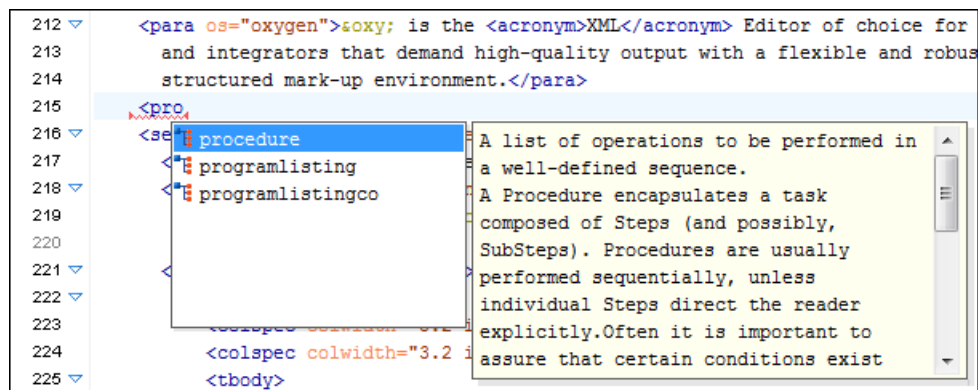 212 <para os="oxygen">&oxy; is the <acronym>XML</acronym> Editor of choice for
213 and integrators that demand high-quality output with a flexible and robus
214 structured mark-up environment.</para>
215 <pro
216 <se
procedure
programlisting
programlistingco
A list of operations to be performed in
a well-defined sequence.
A Procedure encapsulates a task
composed of Steps (and possibly,
SubSteps). Procedures are usually
performed sequentially, unless
individual Steps direct the reader
explicitly.Often it is important to
assure that certain conditions exist
217 <
218 <
219
220
221 <
222
223
224 <colspec colwidth="3.2 i
225 <tbody>